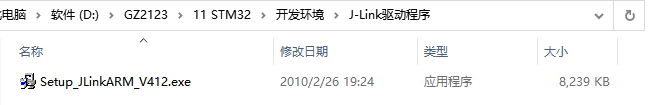 电脑 > 软件 (D:) > GZ2123 > 11 STM32 > 开发环境 > J-Link驱动程序
名称 修改日期 类型 大小
Setup_JLinkARM_V412.exe 2010/2/26 19:24 应用程序 8,239 KB